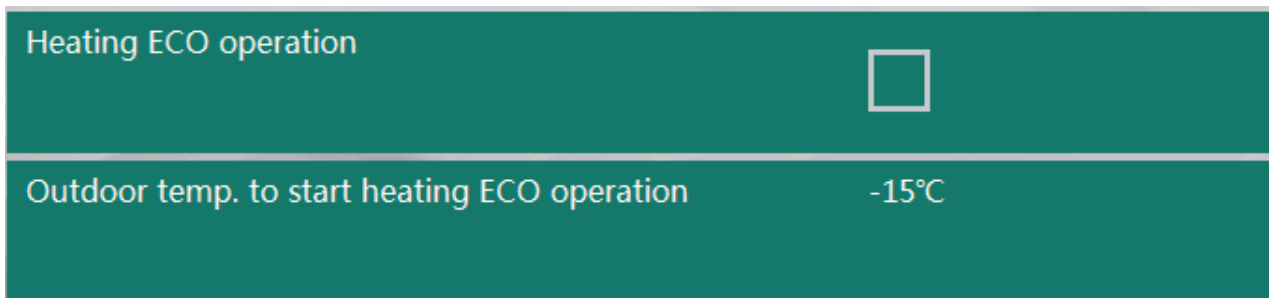 Heating ECO operation
Outdoor temp. to start heating ECO operation -15℃